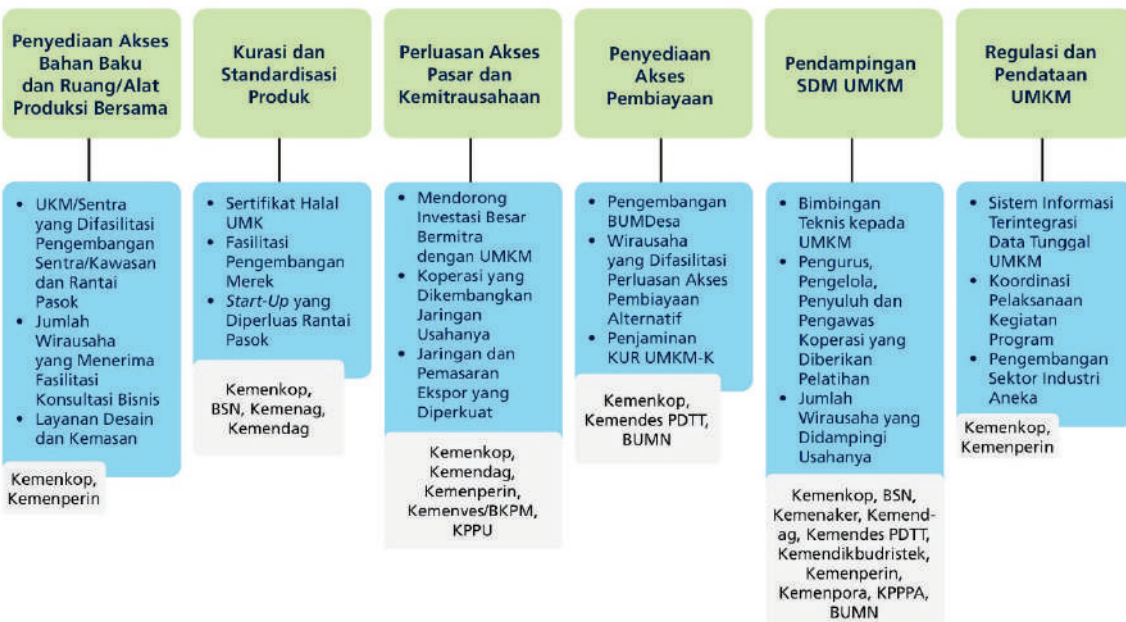 Penyediaan Akses
Bahan Baku
dan Ruang/Alat
Produksi Bersama
• UKM/Sentra
yang Difasilitasi
Pengembangan
Sentra/Kawasan
dan Rantai
Pasok
• Jumlah
Wirausaha
yang Menerima
Fasilitasi
Konsultasi Bisnis
• Layanan Desain
dan Kemasan
Kemenkop,
Kemenperin
Kurasi dan
Standardisasi
Produk
• Sertifikat Halal
UMK
• Fasilitasi
Pengembangan
Merek
• Start-Up yang
Diperluas Rantai
Pasok
Kemenkop,
BSN, Kemenag,
Kemendag
Perluasan Akses
Pasar dan
Kemitrausahaan
• Mendorong
Investasi Besar
Bermitra
dengan UMKM
• Koperasi yang
Dikembangkan
Jaringan
Usahanya
• Jaringan dan
Pemasaran
Ekspor yang
Diperkuat
Kemenkop,
Kemendag,
Kemenperin,
Kemenves/BKPM,
KPPU
Penyediaan
Akses
Pembiayaan
• Pengembangan
BUMDesa
• Wirausaha
yang Difasilitasi
Perluasan Akses
Pembiayaan
Alternatif
• Penjaminan
KUR UMKM-K
Kemenkop,
Kemendes PDTT,
BUMN
Pendampingan
SDM UMKM
• Bimbingan
Teknis kepada
UMKM
• Pengurus,
Pengelola,
Penyuluh dan
Pengawas
Koperasi yang
Diberikan
Pelatihan
• Jumlah
Wirausaha yang
Didampingi
Usahanya
Kemenkop, BSN,
Kemenaker, Kemend-
ag, Kemendes PDTT,
Kemendikbudristek,
Kemenperin,
Kemenpora, KPPPA,
BUMN
Regulasi dan
Pendataan
UMKM
• Sistem Informasi
Terintegrasi
Data Tunggal
UMKM
• Koordinasi
Pelaksanaan
Kegiatan
Program
• Pengembangan
Sektor Industri
Aneka
Kemenkop,
Kemenperin